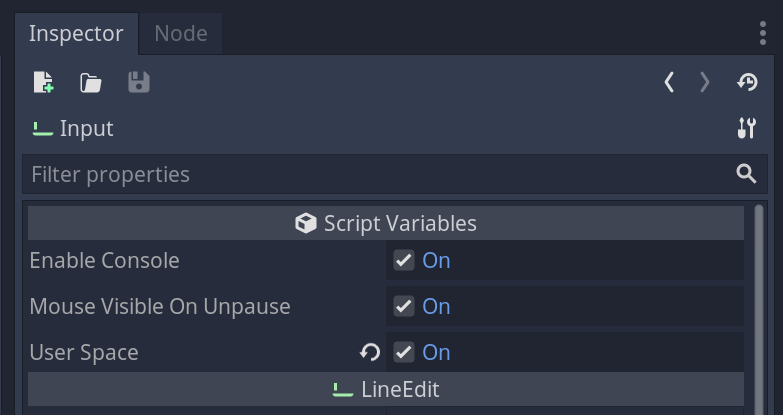 Inspector Node
Input
Filter properties
Script Variables
Enable Console On
Mouse Visible On Unpause On
User Space On
LineEdit